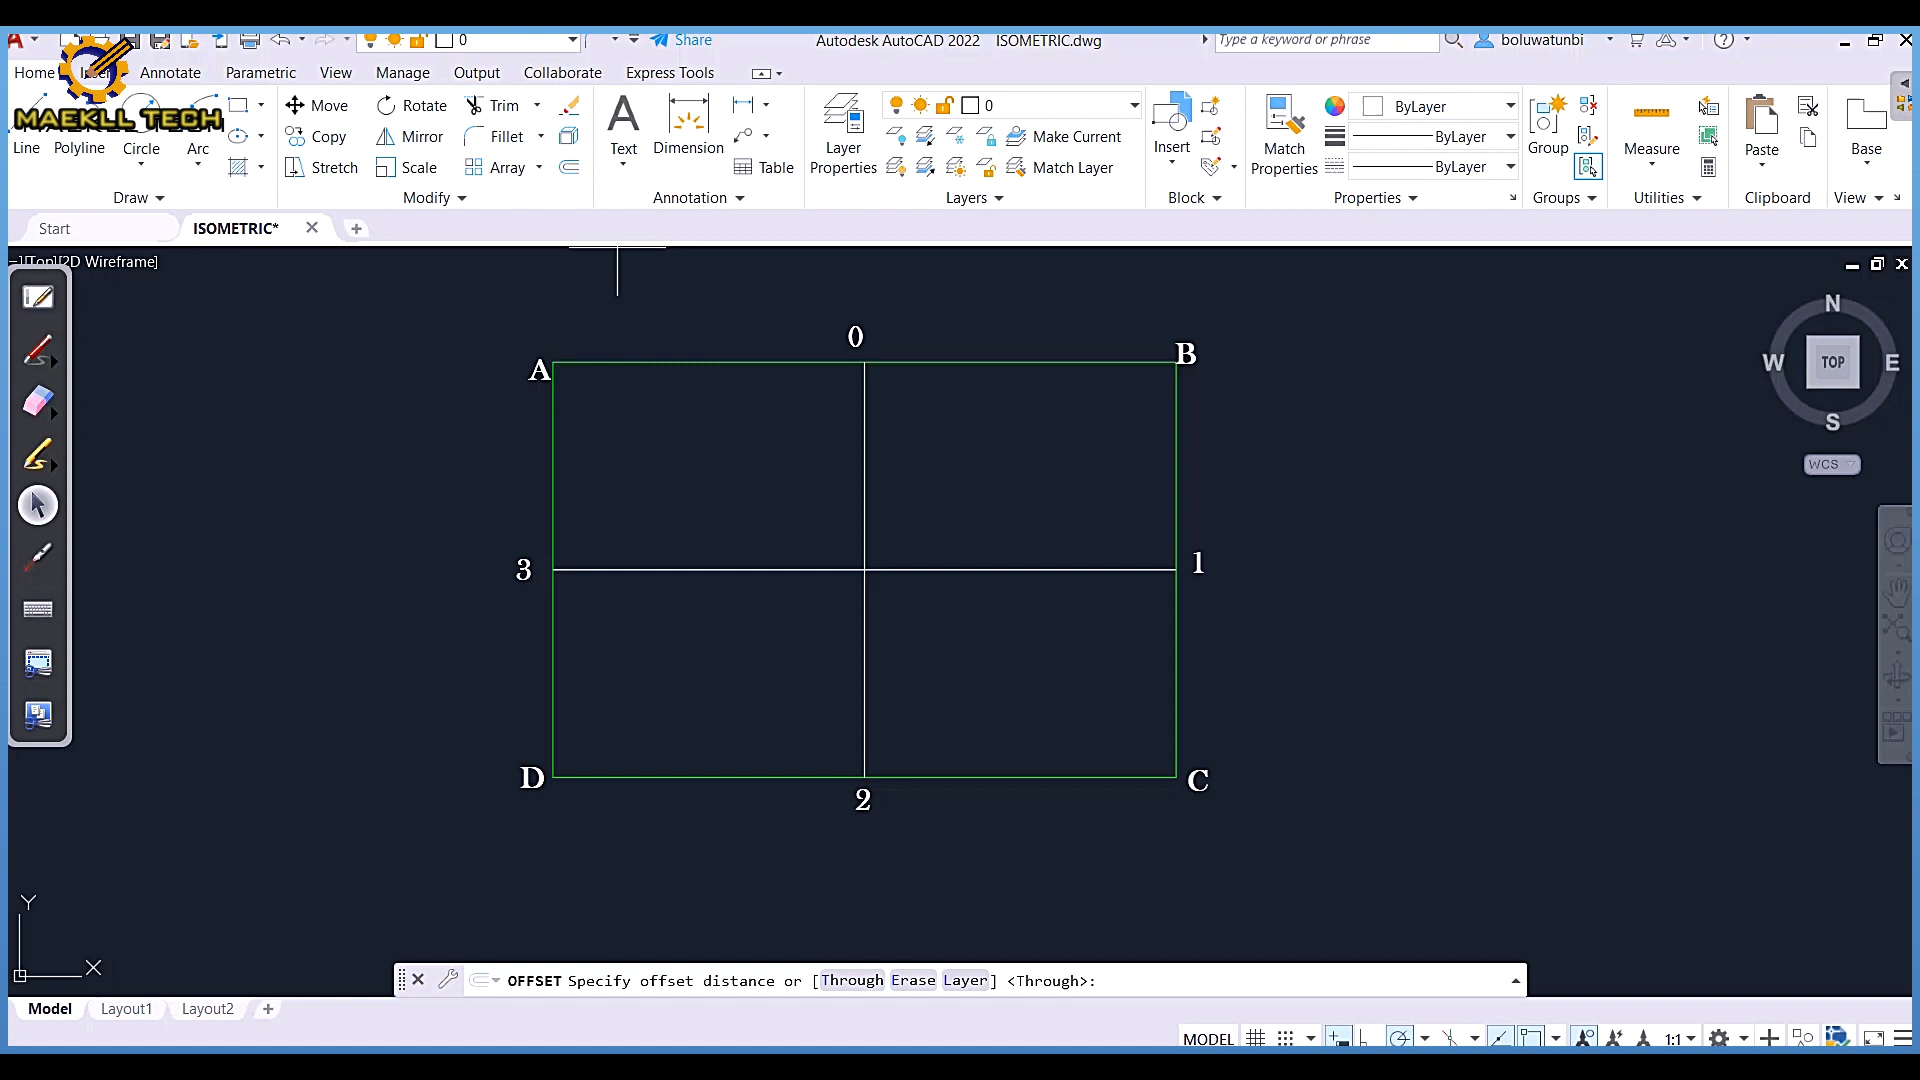 0 Share Autodesk AutoCAD 2022 ISOMETRIC.dwg Type a keyword or phrase boluwatunbi
Home Insert Annotate Parametric View Manage Output Collaborate Express Tools
MAEKLL TECH
Move Rotate Trim 0 ByLayer
Copy Mirror Fillet Make Current ByLayer
Line Polyline Circle Arc Text Dimension Layer Properties Insert Match Properties Group Measure Paste Base
Stretch Scale Array Table Match Layer ByLayer
Draw Modify Annotation Layers Block Properties Groups Utilities Clipboard View
Start ISOMETRIC*
[Top][2D Wireframe]
N
0
A B
W TOP E
S
WCS
3 1
D C
2
Y
X
OFFSET Specify offset distance or [Through Erase Layer] <Through>:
Model Layout1 Layout2
MODEL 1:1